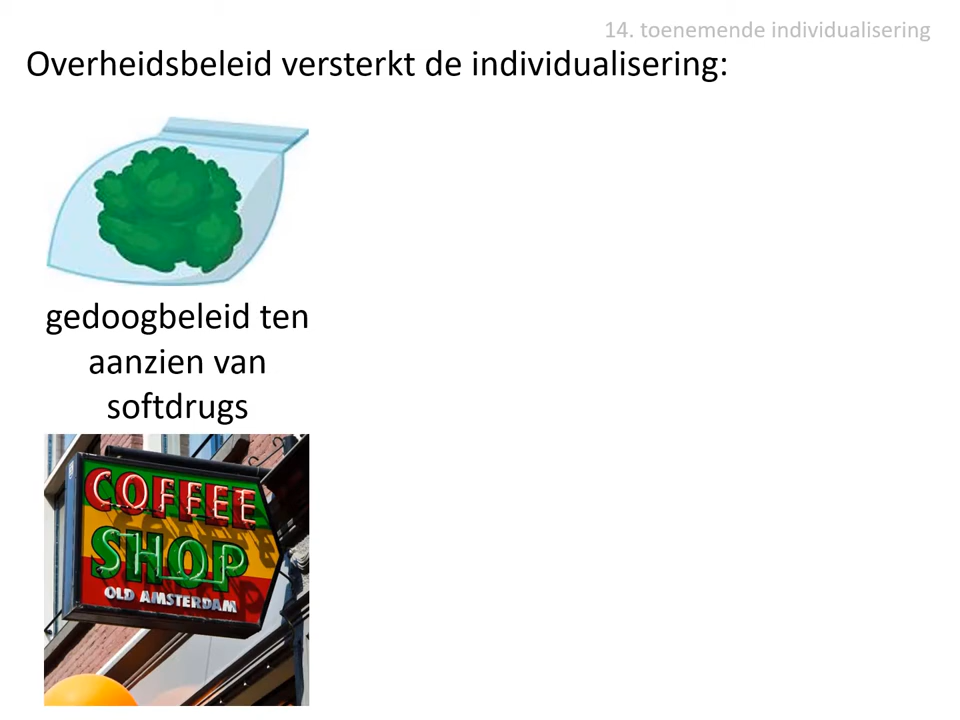 14. toenemende individualisering
Overheidsbeleid versterkt de individualisering:
gedoogbeleid ten
aanzien van
softdrugs
COFFEE
SHOP
OLD AMSTERDAM